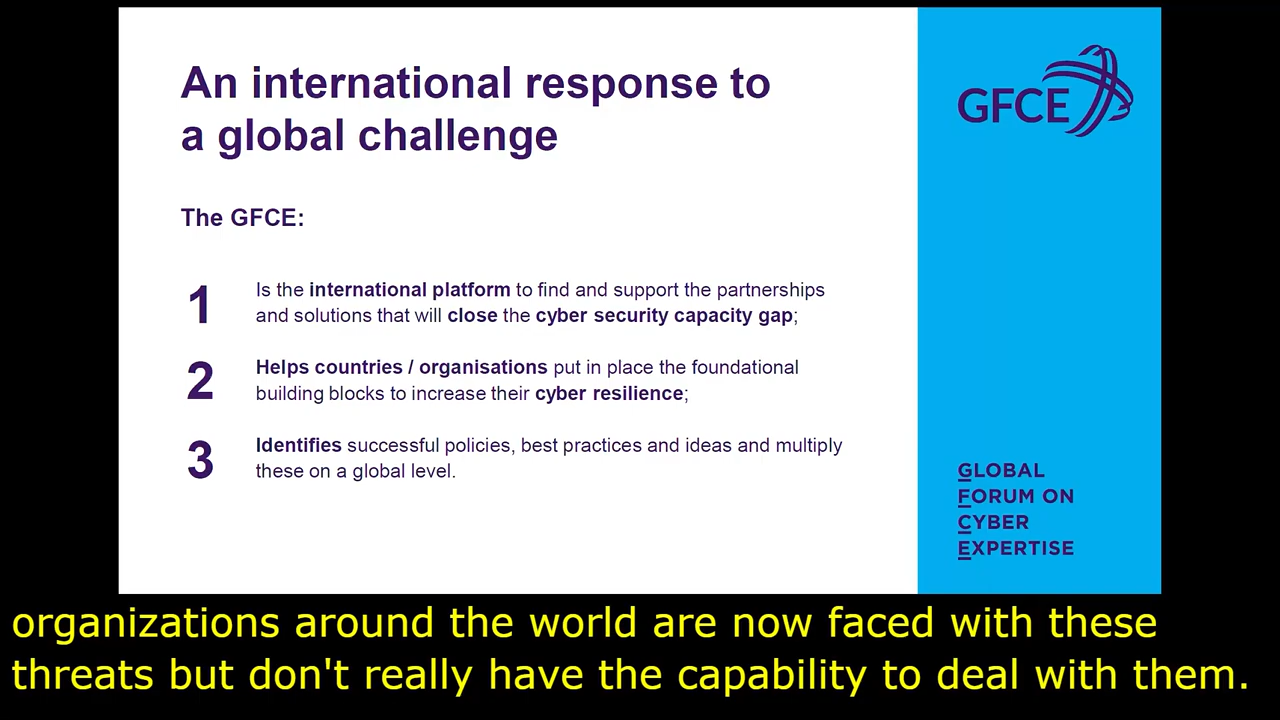 An international response to
a global challenge
GFCE
The GFCE:
1
Is the international platform to find and support the partnerships
and solutions that will close the cyber security capacity gap;
2
Helps countries / organisations put in place the foundational
building blocks to increase their cyber resilience;
3
Identifies successful policies, best practices and ideas and multiply
these on a global level.
GLOBAL
FORUM ON
CYBER
EXPERTISE
organizations around the world are now faced with these
threats but don't really have the capability to deal with them.